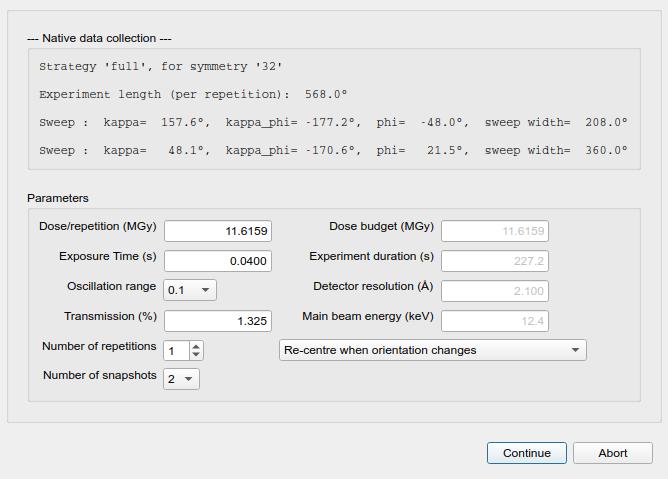 --- Native data collection ---
Strategy 'full', for symmetry '32'
Experiment length (per repetition): 568.0°
Sweep : kappa= 157.6°, kappa_phi= -177.2°, phi= -48.0°, sweep width= 208.0°
Sweep : kappa= 48.1°, kappa_phi= -170.6°, phi= 21.5°, sweep width= 360.0°
Parameters
Dose/repetition (MGy) 11.6159 Dose budget (MGy) 11.6159
Exposure Time (s) 0.0400 Experiment duration (s) 227.2
Oscillation range 0.1 Detector resolution (Å) 2.100
Transmission (%) 1.325 Main beam energy (keV) 12.4
Number of repetitions 1 Re-centre when orientation changes
Number of snapshots 2
Continue Abort